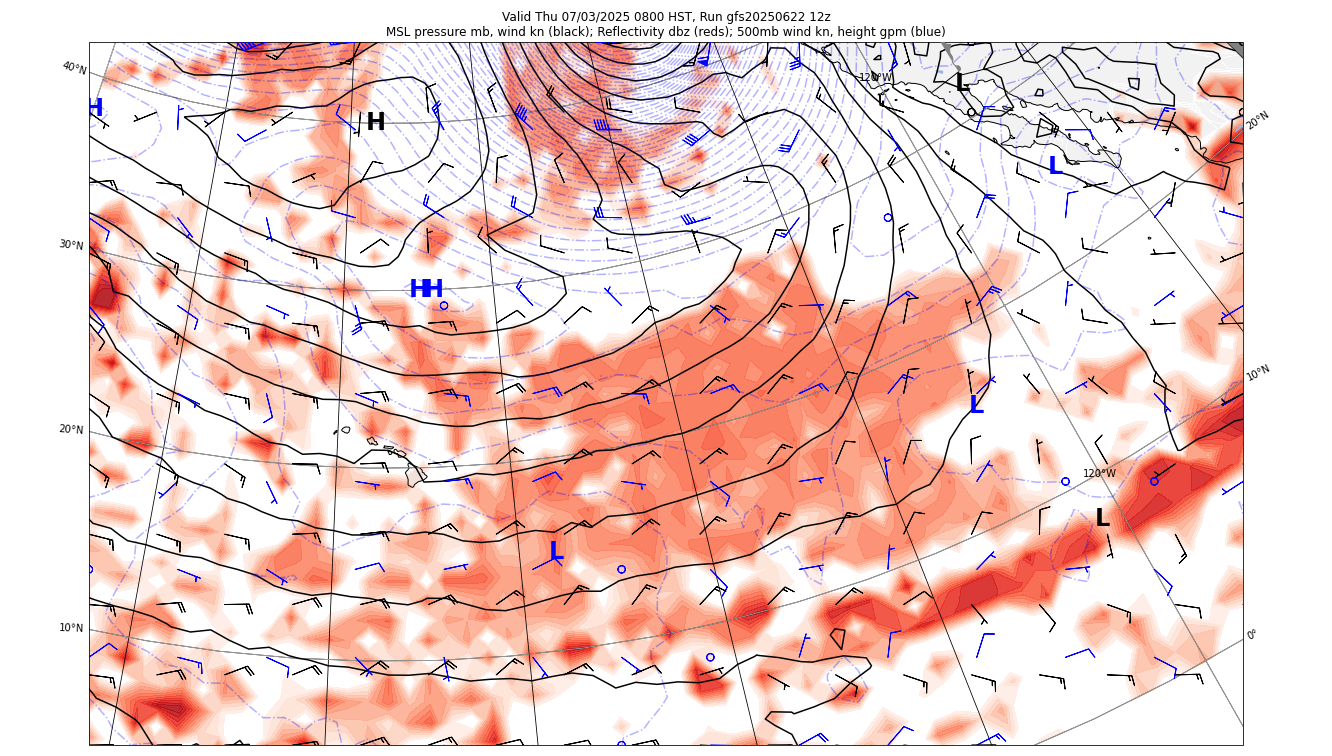 Valid Thu 07/03/2025 0800 HST, Run gfs20250622 12z
MSL pressure mb, wind kn (black); Reflectivity dbz (reds); 500mb wind kn, height gpm (blue)
40°N
120°W
L
H
H
20°N
L
30°N
HH
10°N
L
20°N
120°W
L
L
10°N
0°